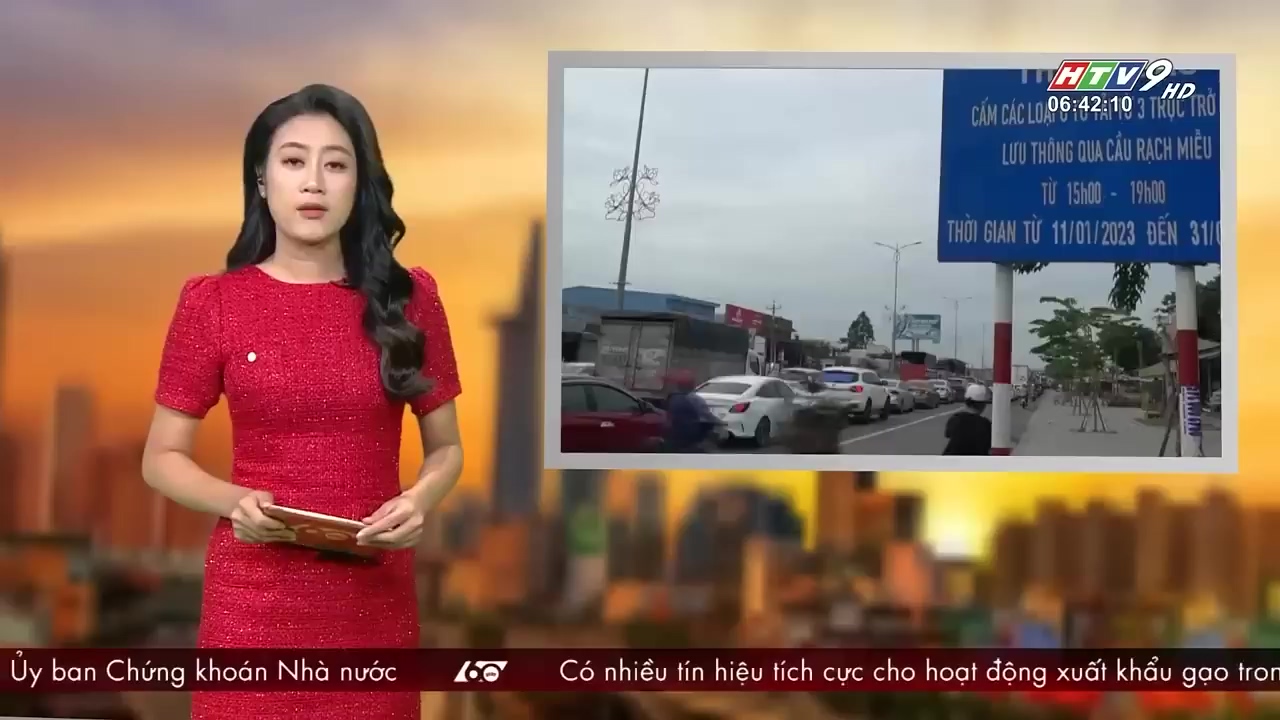 HTV9 HD
06:42:10
CẤM CÁC LOẠI Ô TÔ TẢI TỪ 3 TRỤC TRỞ
LƯU THÔNG QUA CẦU RẠCH MIỄU
TỪ 15h00 - 19h00
THỜI GIAN TỪ 11/01/2023 ĐẾN 31/0
Ủy ban Chứng khoán Nhà nước
60
Có nhiều tín hiệu tích cực cho hoạt động xuất khẩu gạo tron